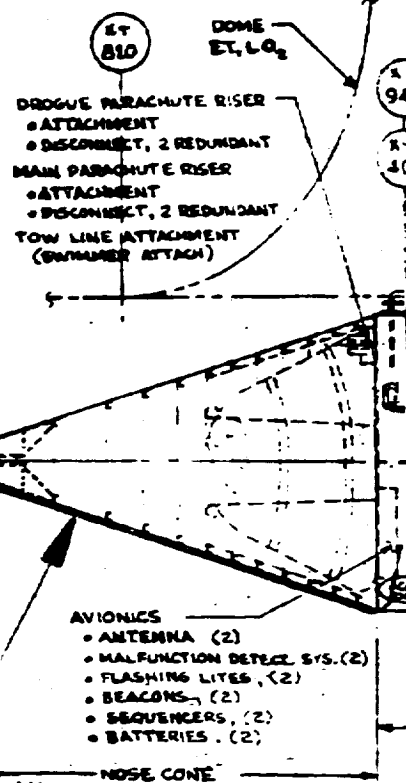 XT
810
DOME
ET, LO₂
X
94
X
DROGUE PARACHUTE RISER
• ATTACHMENT
• DISCONNECT, 2 REDUNDANT
MAIN PARACHUTE RISER
• ATTACHMENT
• DISCONNECT, 2 REDUNDANT
TOW LINE ATTACHMENT
(SWIMMER ATTACH)
AVIONICS
• ANTENNA (2)
• MALFUNCTION DETECT SYS. (2)
• FLASHING LITES, (2)
• BEACONS, (2)
• SEQUENCERS, (2)
• BATTERIES. (2)
NOSE CONE